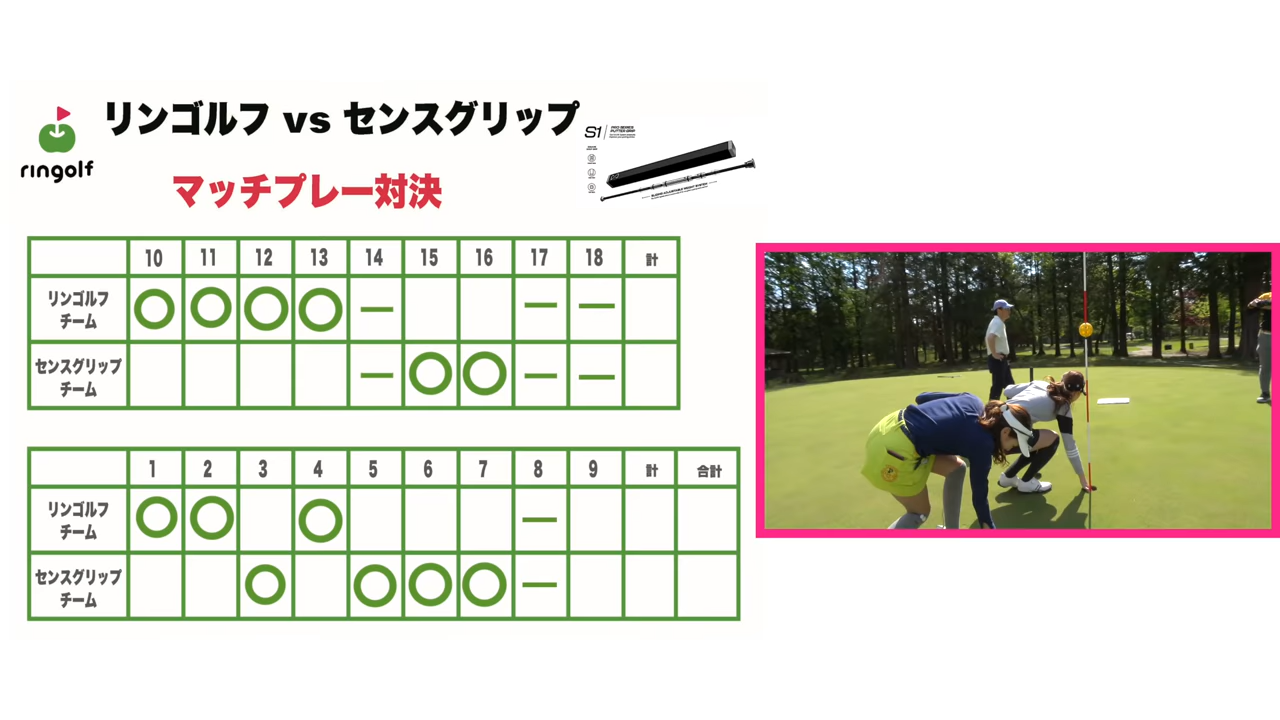 リンゴルフ vs センスグリップ
ringolf
マッチプレー対決
S1 PRO SERIES
PUTTER GRIP
10 11 12 13 14 15 16 17 18 計
リンゴルフ
チーム
— — —
センスグリップ
チーム
— — —
1 2 3 4 5 6 7 8 9 計 合計
リンゴルフ
チーム
—
センスグリップ
チーム
—